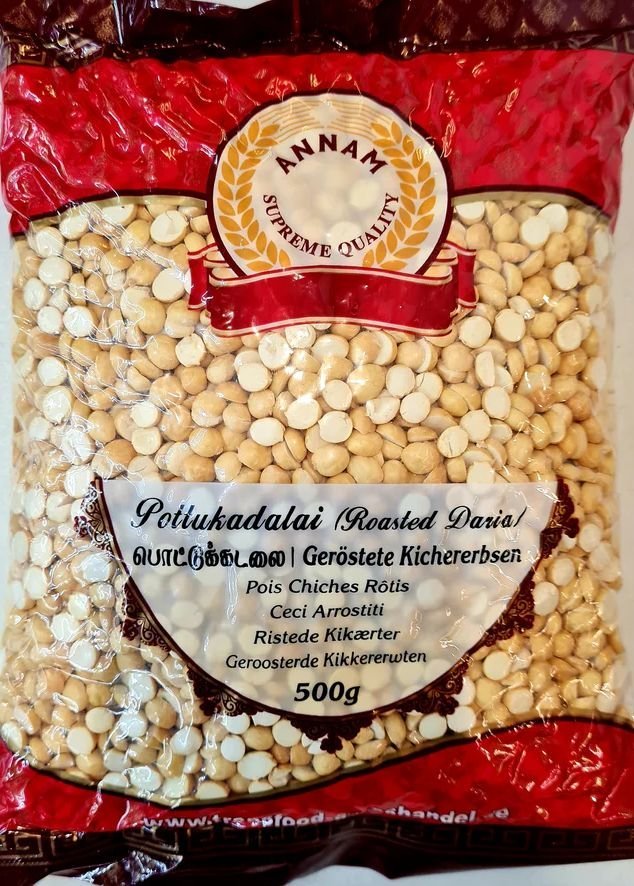 ANNAM
SUPREME QUALITY
Pottukadalai (Roasted Daria)
பொட்டுக்கடலை | Geröstete Kichererbsen
Pois Chiches Rôtis
Ceci Arrostiti
Ristede Kikærter
Geroosterde Kikkererwten
500g